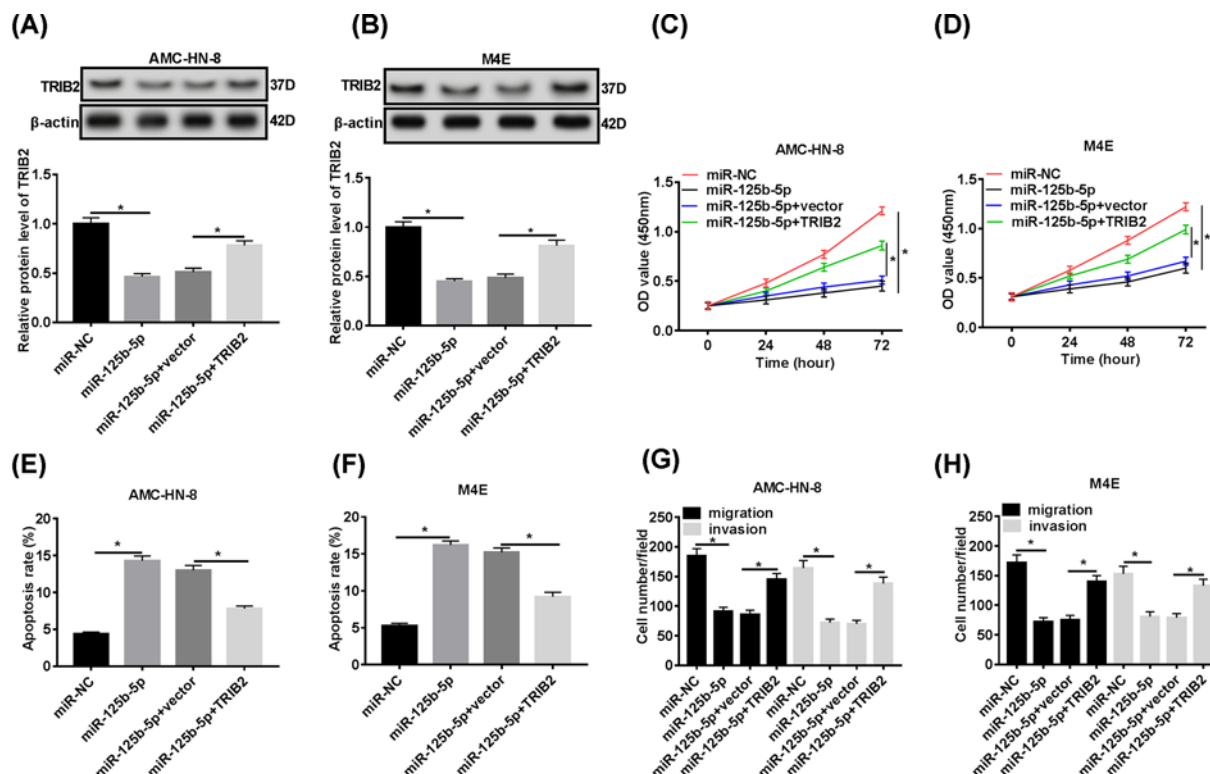 (A)
AMC-HN-8
TRIB2
37D
β-actin
42D
Relative protein level of TRIB2
1.5
1.0
0.5
0.0
*
*
miR-NC
miR-125b-5p
miR-125b-5p+vector
miR-125b-5p+TRIB2
(B)
M4E
TRIB2
37D
β-actin
42D
Relative protein level of TRIB2
1.5
1.0
0.5
0.0
*
*
miR-NC
miR-125b-5p
miR-125b-5p+vector
miR-125b-5p+TRIB2
(C)
AMC-HN-8
miR-NC
miR-125b-5p
miR-125b-5p+vector
miR-125b-5p+TRIB2
OD value (450nm)
1.5
1.0
0.5
0.0
*
*
0 24 48 72
Time (hour)
(D)
M4E
miR-NC
miR-125b-5p
miR-125b-5p+vector
miR-125b-5p+TRIB2
OD value (450nm)
1.5
1.0
0.5
0.0
*
*
0 24 48 72
Time (hour)
(E)
AMC-HN-8
Apoptosis rate (%)
20
15
10
5
0
*
*
miR-NC
miR-125b-5p
miR-125b-5p+vector
miR-125b-5p+TRIB2
(F)
M4E
Apoptosis rate (%)
20
15
10
5
0
*
*
miR-NC
miR-125b-5p
miR-125b-5p+vector
miR-125b-5p+TRIB2
(G)
AMC-HN-8
migration
invasion
Cell number/field
250
200
150
100
50
0
*
*
*
*
miR-NC
miR-125b-5p
miR-125b-5p+vector
miR-125b-5p+TRIB2
miR-NC
miR-125b-5p
miR-125b-5p+vector
miR-125b-5p+TRIB2
(H)
M4E
migration
invasion
Cell number/field
250
200
150
100
50
0
*
*
*
*
miR-NC
miR-125b-5p
miR-125b-5p+vector
miR-125b-5p+TRIB2
miR-NC
miR-125b-5p
miR-125b-5p+vector
miR-125b-5p+TRIB2